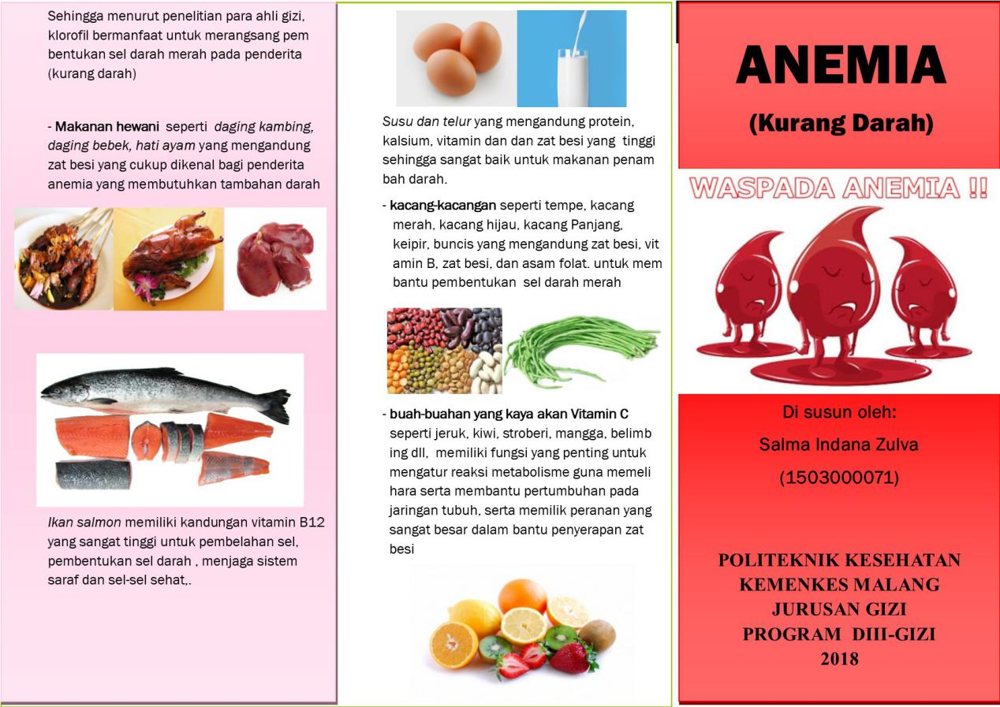 Sehingga menurut penelitian para ahli gizi,
klorofil bermanfaat untuk merangsang pem
bentukan sel darah merah pada penderita
(kurang darah)
- Makanan hewani seperti daging kambing,
daging bebek, hati ayam yang mengandung
zat besi yang cukup dikenal bagi penderita
anemia yang membutuhkan tambahan darah
Ikan salmon memiliki kandungan vitamin B12
yang sangat tinggi untuk pembelahan sel,
pembentukan sel darah , menjaga sistem
saraf dan sel-sel sehat,.
Susu dan telur yang mengandung protein,
kalsium, vitamin dan dan zat besi yang tinggi
sehingga sangat baik untuk makanan penam
bah darah.
- kacang-kacangan seperti tempe, kacang
merah, kacang hijau, kacang Panjang,
keipir, buncis yang mengandung zat besi, vit
amin B, zat besi, dan asam folat. untuk mem
bantu pembentukan sel darah merah
- buah-buahan yang kaya akan Vitamin C
seperti jeruk, kiwi, stroberi, mangga, belimb
ing dll, memiliki fungsi yang penting untuk
mengatur reaksi metabolisme guna memeli
hara serta membantu pertumbuhan pada
jaringan tubuh, serta memilik peranan yang
sangat besar dalam bantu penyerapan zat
besi
ANEMIA
(Kurang Darah)
WASPADA ANEMIA !!
Di susun oleh:
Salma Indana Zulva
(1503000071)
POLITEKNIK KESEHATAN
KEMENKES MALANG
JURUSAN GIZI
PROGRAM DIII-GIZI
2018